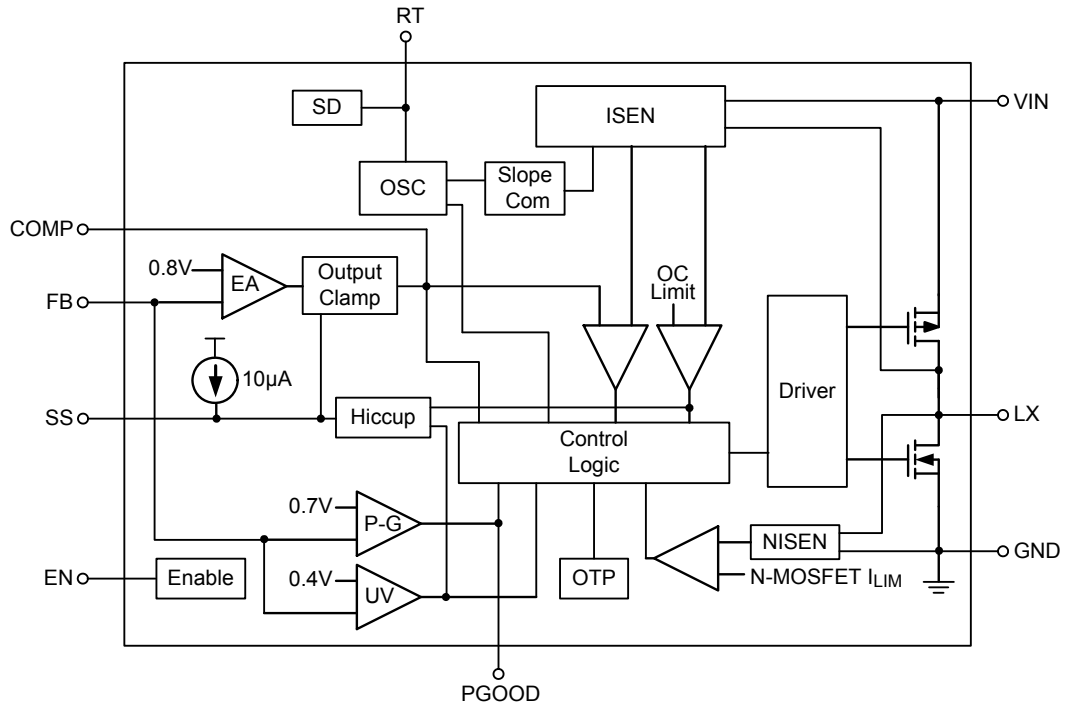 RT
SD
ISEN
VIN
OSC
Slope
Com
COMP
0.8V
EA
Output
Clamp
FB
OC
Limit
10µA
Driver
SS
Hiccup
LX
Control
Logic
0.7V
P-G
NISEN
GND
EN
Enable
0.4V
UV
OTP
N-MOSFET ILIM
PGOOD